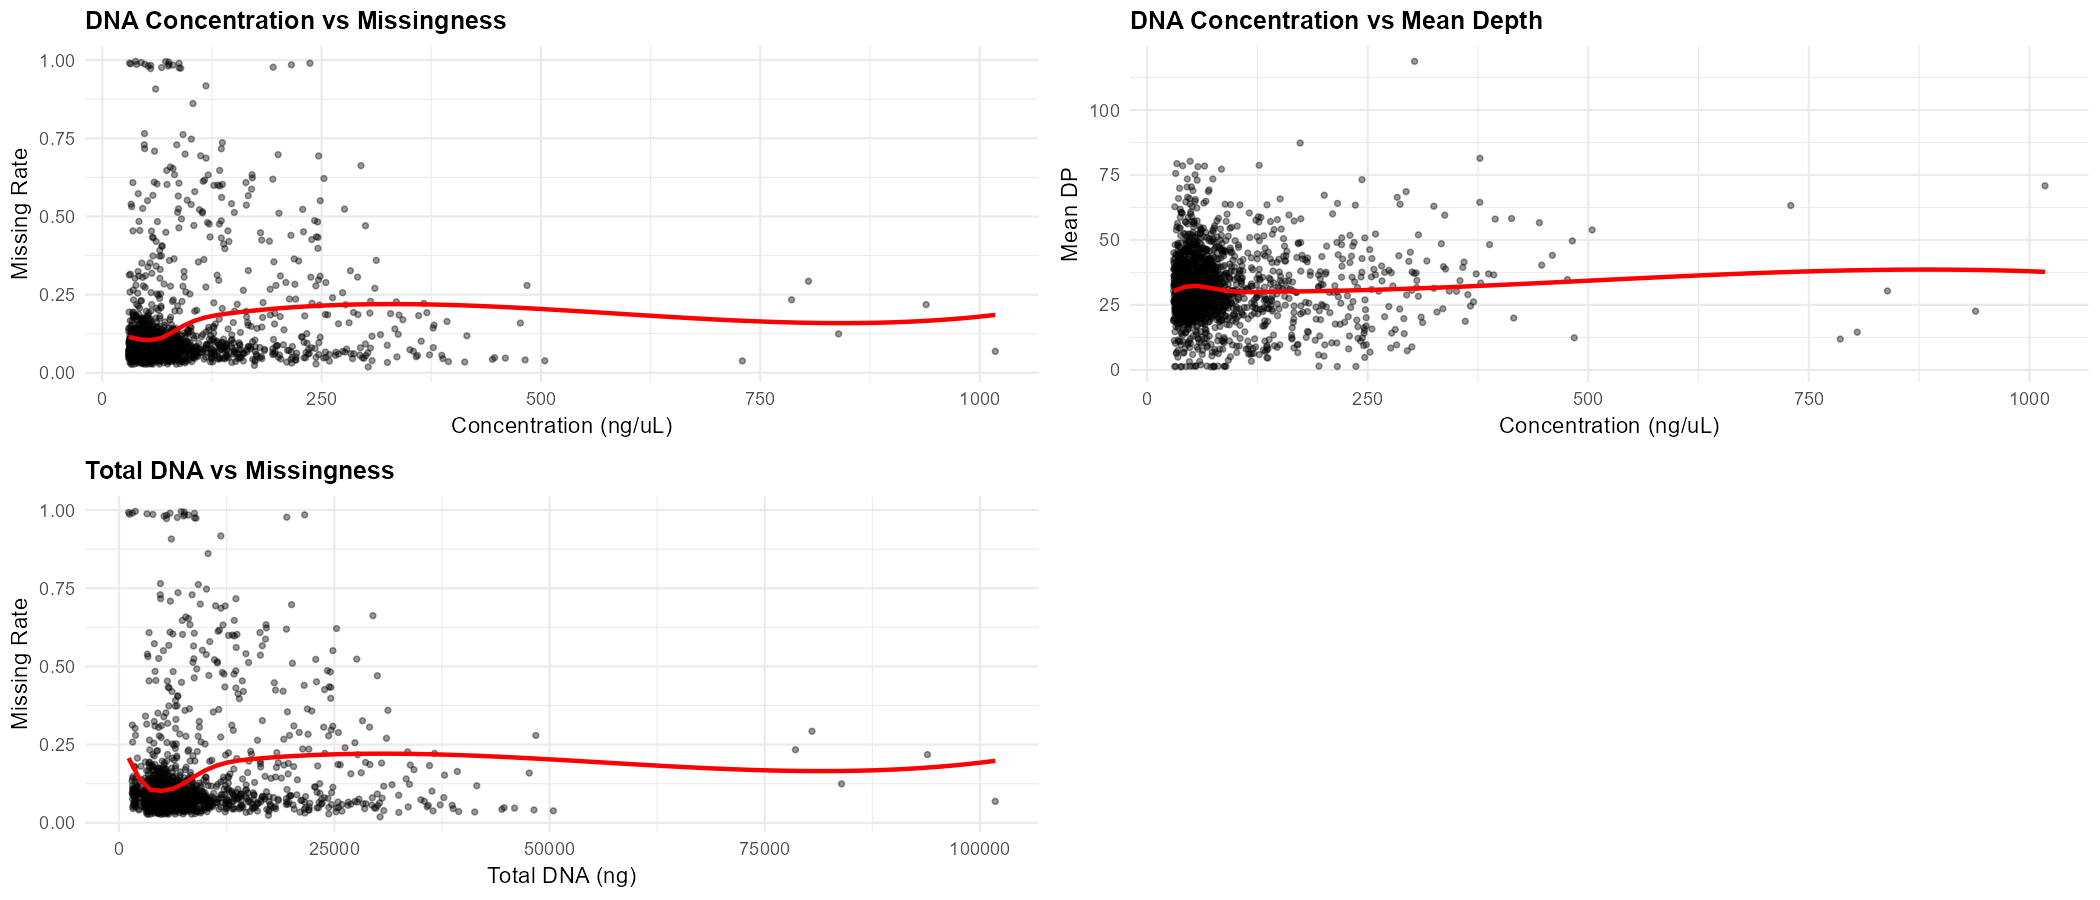 DNA Concentration vs Missingness
1.00
0.75
0.50
0.25
0.00
Missing Rate
0 250 500 750 1000
Concentration (ng/uL)
DNA Concentration vs Mean Depth
100
75
50
25
0
Mean DP
0 250 500 750 1000
Concentration (ng/uL)
Total DNA vs Missingness
1.00
0.75
0.50
0.25
0.00
Missing Rate
0 25000 50000 75000 100000
Total DNA (ng)